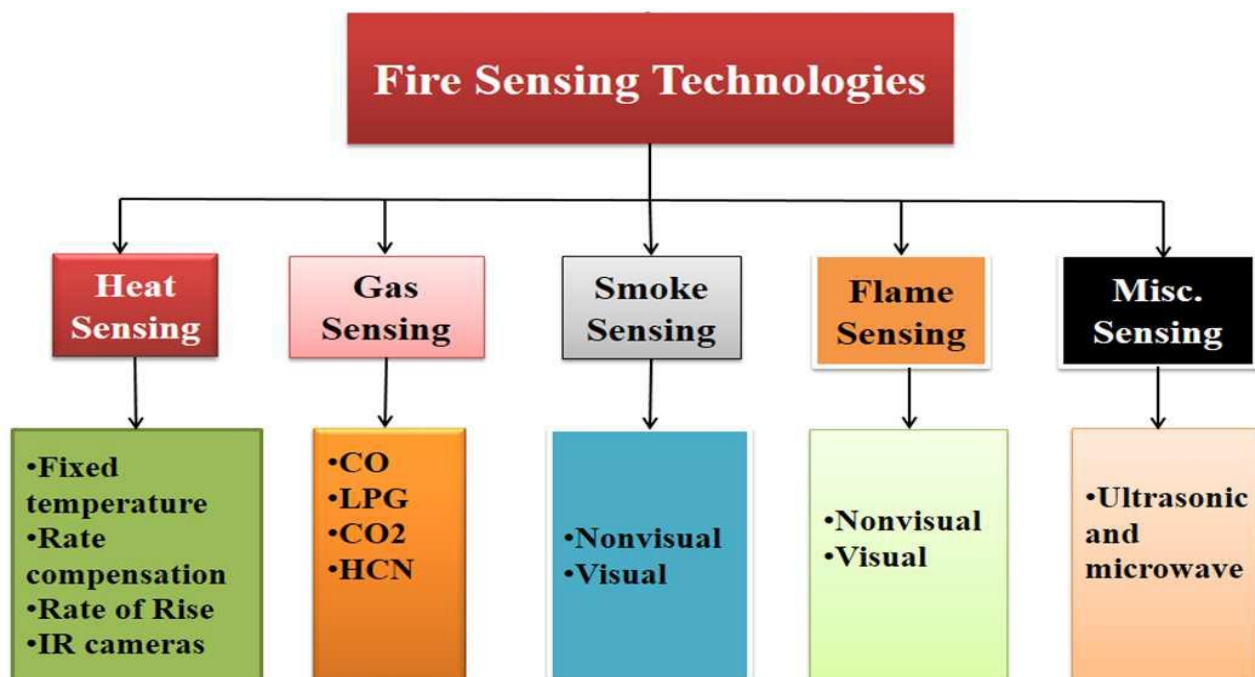 Fire Sensing Technologies
Heat
Sensing
Gas
Sensing
Smoke
Sensing
Flame
Sensing
Misc.
Sensing
•Fixed
temperature
•Rate
compensation
•Rate of Rise
•IR cameras
•CO
•LPG
•CO2
•HCN
•Nonvisual
•Visual
•Nonvisual
•Visual
•Ultrasonic
and
microwave